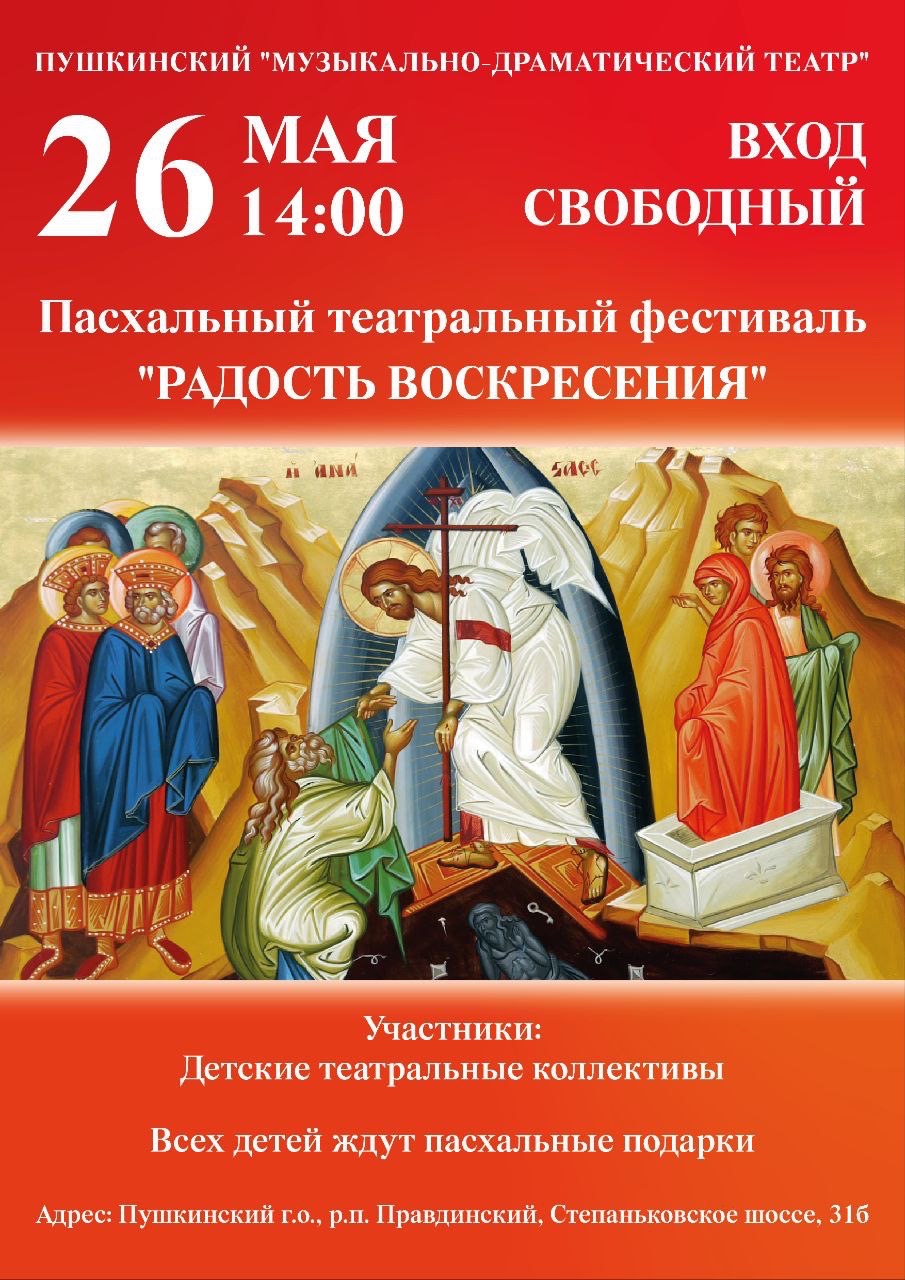 ПУШКИНСКИЙ "МУЗЫКАЛЬНО-ДРАМАТИЧЕСКИЙ ТЕАТР"
26 МАЯ
14:00
ВХОД
СВОБОДНЫЙ
Пасхальный театральный фестиваль
"РАДОСТЬ ВОСКРЕСЕНИЯ"
Участники:
Детские театральные коллективы
Всех детей ждут пасхальные подарки
Адрес: Пушкинский г.о., р.п. Правдинский, Степаньковское шоссе, 31б